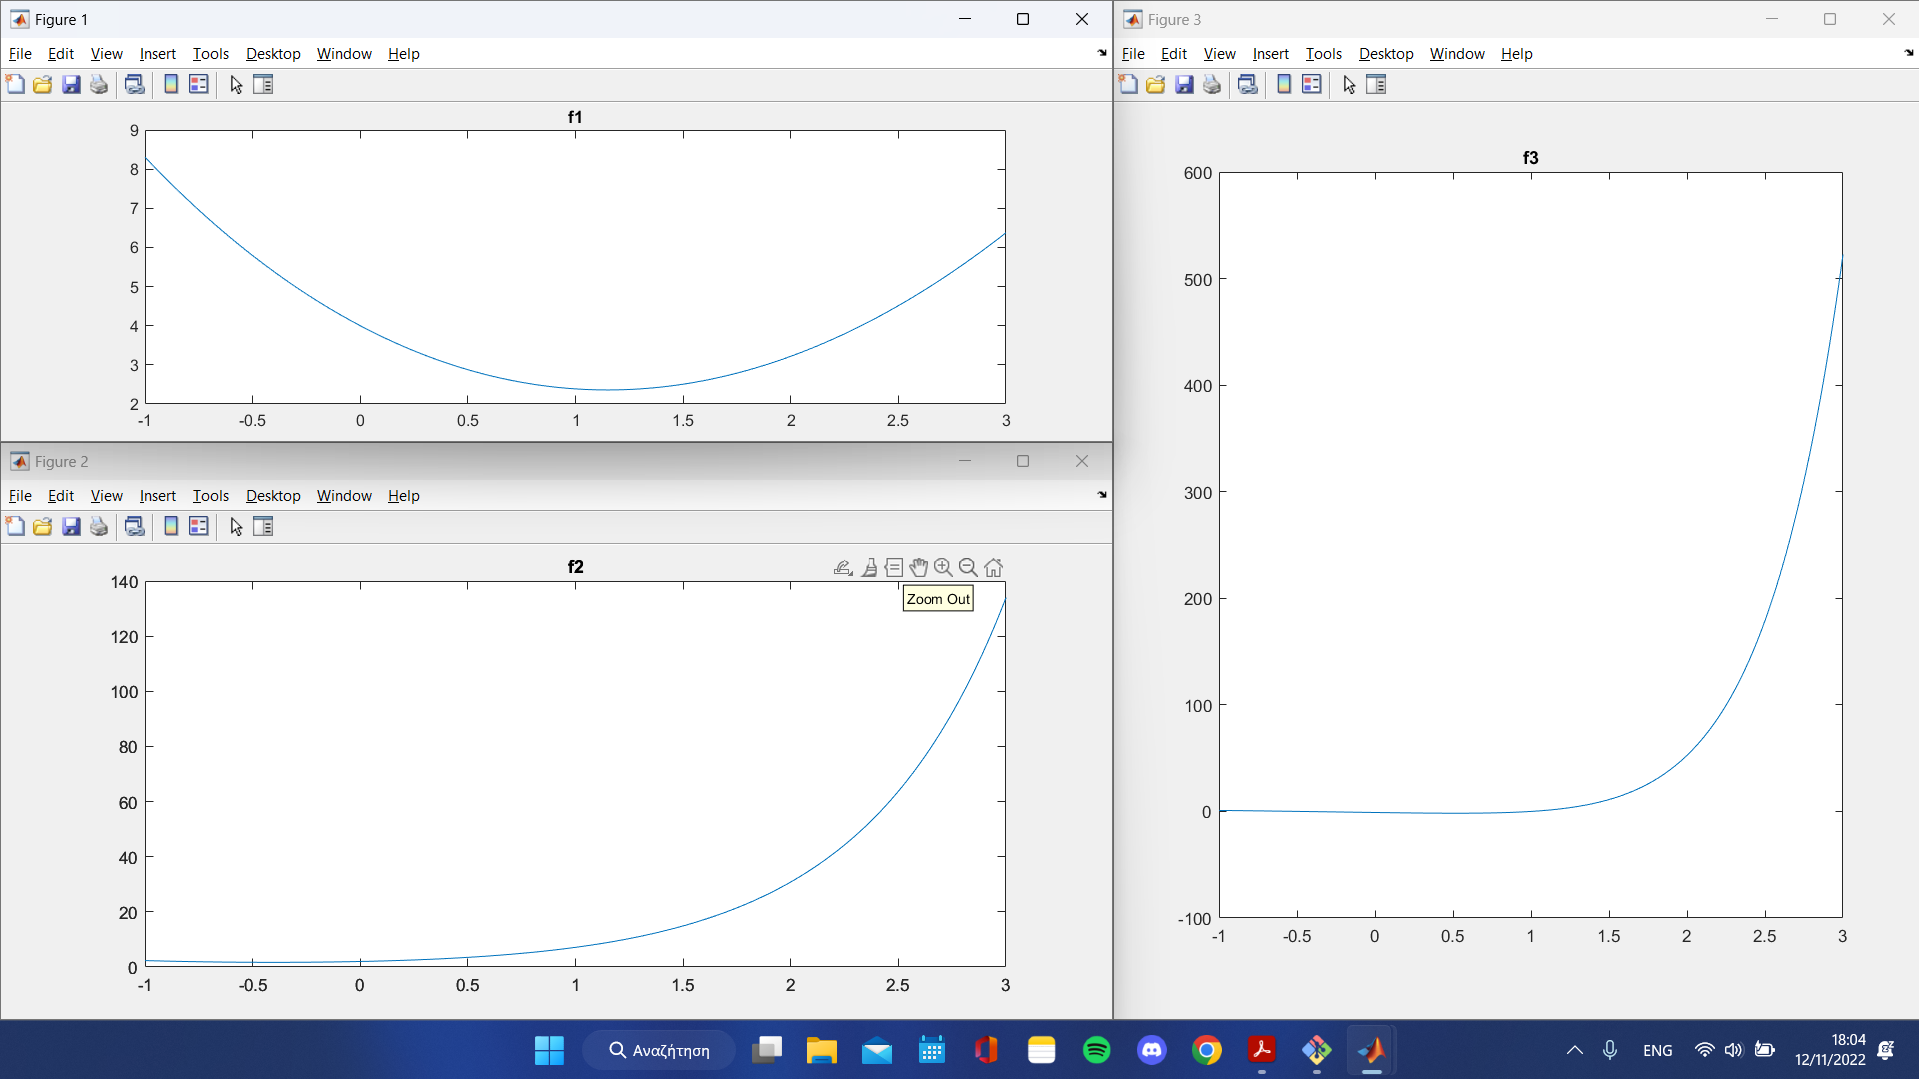 Figure 1
File Edit View Insert Tools Desktop Window Help
f1
9
8
7
6
5
4
3
2
-1 -0.5 0 0.5 1 1.5 2 2.5 3
Figure 2
File Edit View Insert Tools Desktop Window Help
f2
Zoom Out
140
120
100
80
60
40
20
0
-1 -0.5 0 0.5 1 1.5 2 2.5 3
Figure 3
File Edit View Insert Tools Desktop Window Help
f3
600
500
400
300
200
100
0
-100
-1 -0.5 0 0.5 1 1.5 2 2.5 3
Αναζήτηση
ENG
18:04
12/11/2022